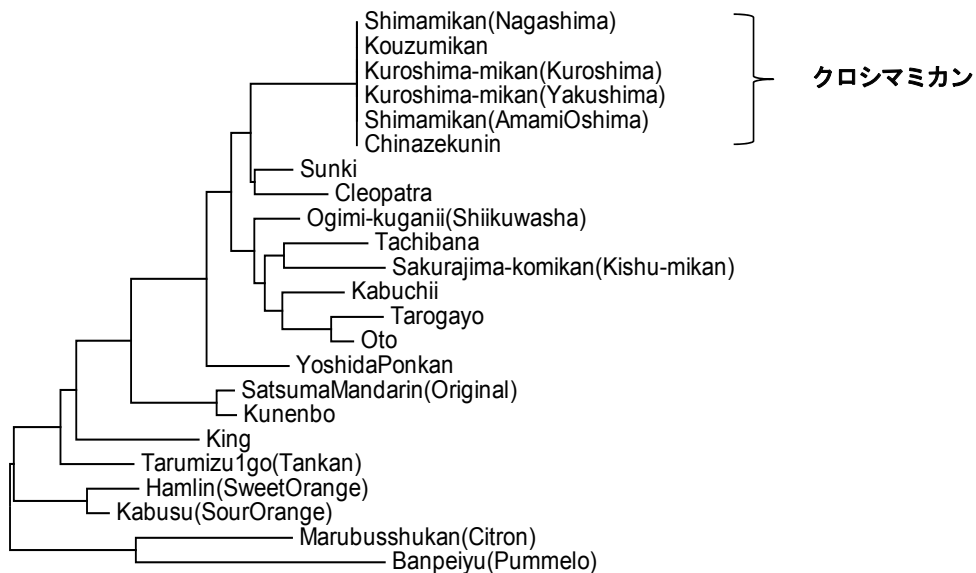 Shimamikan(Nagashima)
Kouzumikan
Kuroshima-mikan(Kuroshima)
クロシマミカン
Kuroshima-mikan(Yakushima)
Shimamikan(AmamiOshima)
Chinazekunin
Sunki
Cleopatra
Ogimi-kuganii(Shiikuwasha)
Tachibana
Sakurajima-komikan(Kishu-mikan)
Kabuchii
Tarogayo
Oto
YoshidaPonkan
SatsumaMandarin(Original)
Kunenbo
King
Tarumizu1go(Tankan)
Hamlin(SweetOrange)
Kabusu(SourOrange)
Marubusshukan(Citron)
Banpeiyu(Pummelo)